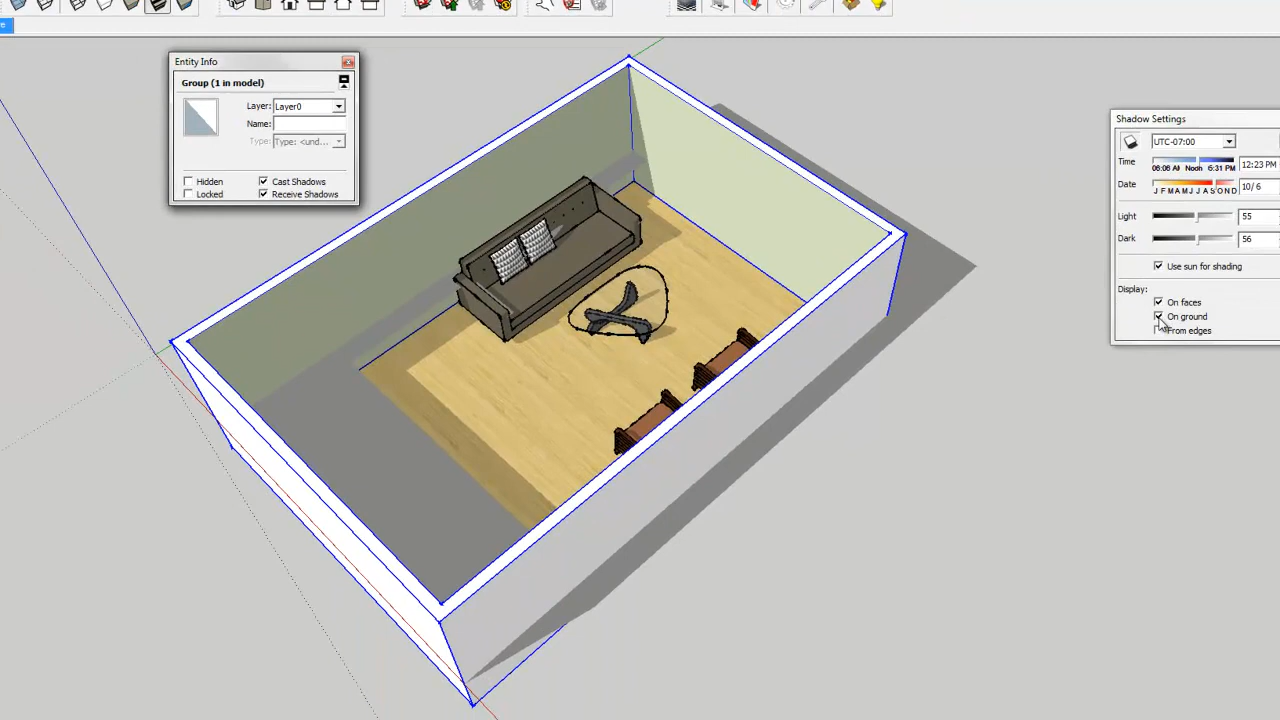 Entity Info
Group (1 in model)
Layer: Layer0
Name:
Type: Type: <und...
Hidden
Cast Shadows
Locked
Receive Shadows
Shadow Settings
UTC-07:00
Time
06:06 AM Noon 6:31 PM
12:23 PM
Date
J F M A M J J A S O N D
10/ 6
Light
55
Dark
56
Use sun for shading
Display:
On faces
On ground
From edges